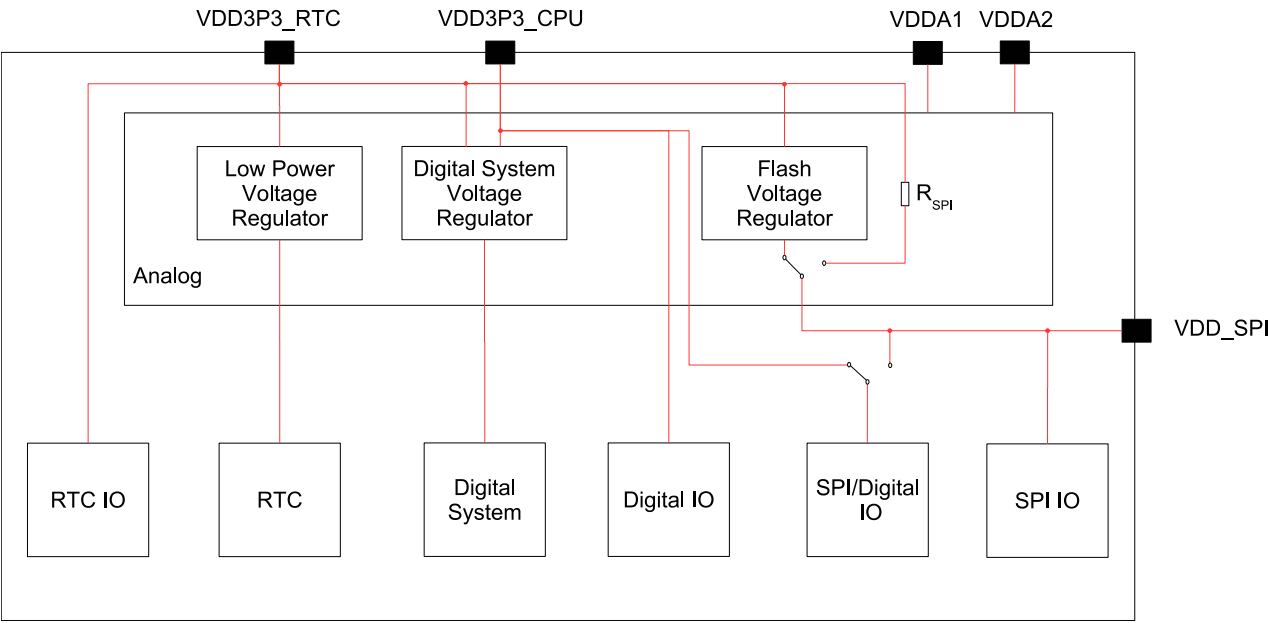 VDD3P3_RTC
VDD3P3_CPU
VDDA1
VDDA2
Low Power
Voltage
Regulator
Digital System
Voltage
Regulator
Flash
Voltage
Regulator
RSPI
Analog
VDD_SPI
RTC IO
RTC
Digital
System
Digital IO
SPI/Digital
IO
SPI IO